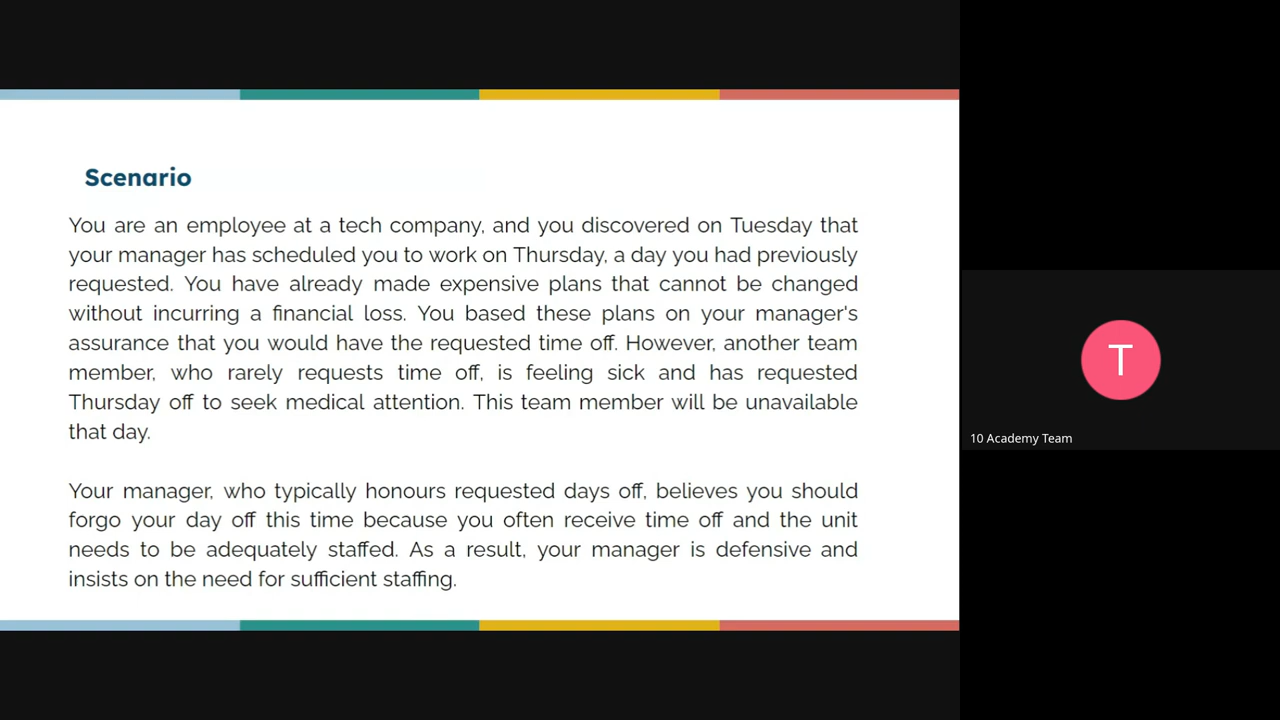 Scenario
You are an employee at a tech company, and you discovered on Tuesday that
your manager has scheduled you to work on Thursday, a day you had previously
requested. You have already made expensive plans that cannot be changed
without incurring a financial loss. You based these plans on your manager's
assurance that you would have the requested time off. However, another team
member, who rarely requests time off, is feeling sick and has requested
Thursday off to seek medical attention. This team member will be unavailable
that day.
Your manager, who typically honours requested days off, believes you should
forgo your day off this time because you often receive time off and the unit
needs to be adequately staffed. As a result, your manager is defensive and
insists on the need for sufficient staffing.
T
10 Academy Team